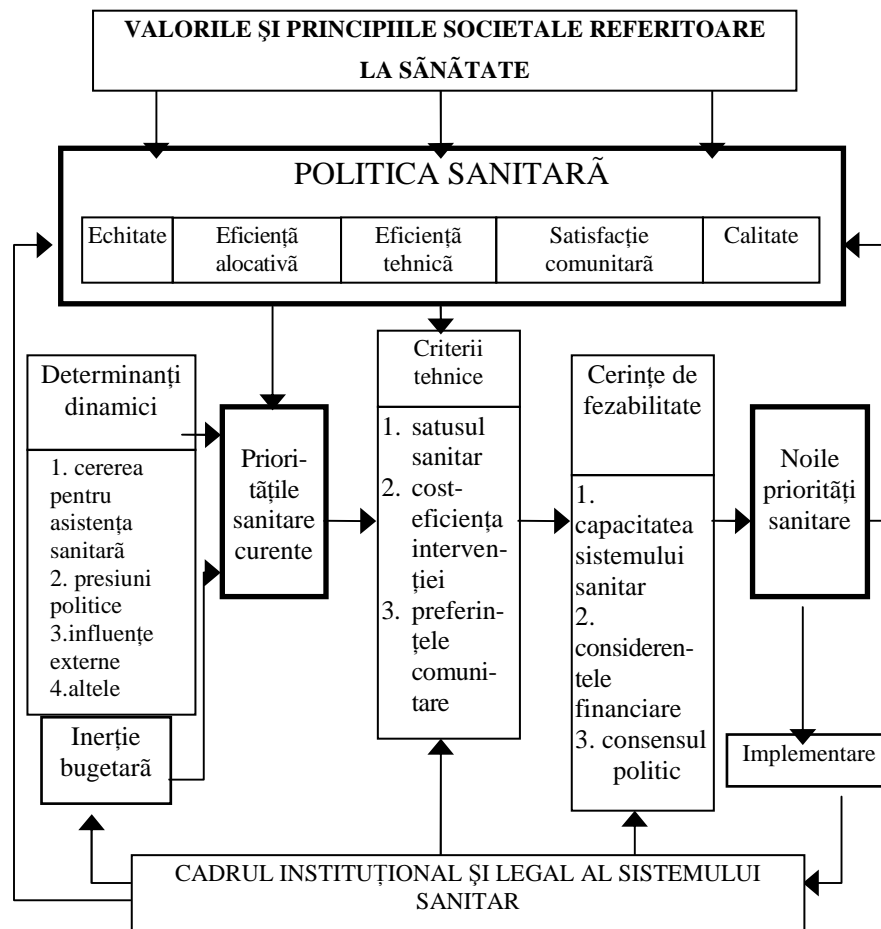 VALORILE ŞI PRINCIPIILE SOCIETALE REFERITOARE
LA SÃNÃTATE
POLITICA SANITARÃ
Echitate
Eficiențã
alocativã
Eficiențã
tehnicã
Satisfacție
comunitarã
Calitate
Determinanți
dinamici
1. cererea
pentru
asistența
sanitarã
2. presiuni
politice
3.influențe
externe
4.altele
Inerție
bugetarã
Priori-
tãțile
sanitare
curente
Criterii
tehnice
1. satusul
sanitar
2. cost-
eficiența
interven-
ției
3. preferin-
țele
comuni-
tare
Cerințe de
fezabilitate
1.
capacitatea
sistemului
sanitar
2.
consideren-
tele
financiare
3. consensul
politic
Noile
prioritãți
sanitare
Implementare
CADRUL INSTITUȚIONAL ŞI LEGAL AL SISTEMULUI
SANITAR